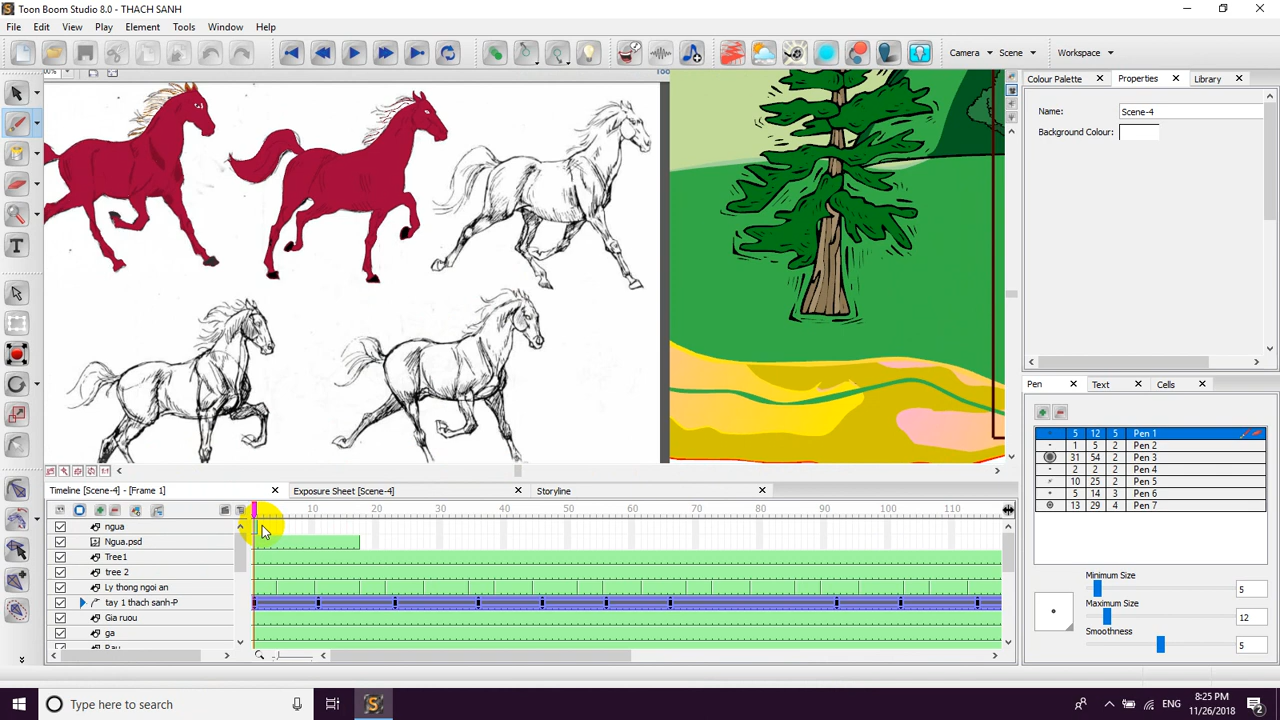 Toon Boom Studio 8.0 - THACH SANH
File Edit View Play Element Tools Window Help
Camera Scene Workspace
Colour Palette Properties Library
Name: Scene-4
Background Colour:
Pen Text Cells
5 12 5 Pen 1
1 5 2 Pen 2
31 54 2 Pen 3
2 2 2 Pen 4
10 25 2 Pen 5
5 14 3 Pen 6
13 29 4 Pen 7
Minimum Size
5
Maximum Size
12
Smoothness
5
Timeline [Scene-4] - [Frame 1] Exposure Sheet [Scene-4] Storyline
10 20 30 40 50 60 70 80 90 100 110
ngua
Ngua.psd
Tree1
tree 2
Ly thong ngoi an
tay 1 thach sanh-P
Gia ruou
ga
Type here to search
ENG
8:25 PM
11/26/2018
2